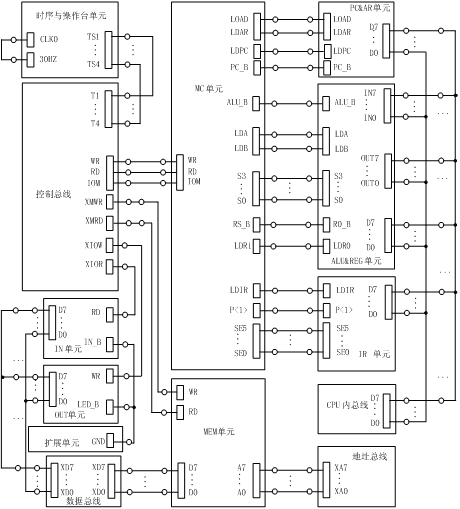 时序与操作台单元
CLK0
30HZ
TS1
TS4
T1
T4
控制总线
WR
RD
IOM
XMWR
XMRD
XIOW
XIOR
D7
D0
RD
IN_B
IN单元
D7
D0
WR
LED_B
OUT单元
扩展单元
GND
XD7
XD0
XD7
XD0
数据总线
MC单元
LOAD
LDAR
LDPC
PC_B
ALU_B
LDA
LDB
S3
S0
RS_B
LDRi
LDIR
P<1>
SE5
SE0
WR
RD
IOM
WR
RD
MEM单元
D7
D0
A7
A0
PC&AR单元
LOAD
LDAR
LDPC
PC_B
D7
D0
ALU_B
LDA
LDB
S3
S0
R0_B
LDR0
IN7
IN0
OUT7
OUT0
D7
D0
ALU&REG单元
LDIR
P<1>
SE5
SE0
D7
D0
IR 单元
CPU内总线
D7
D0
地址总线
XA7
XA0